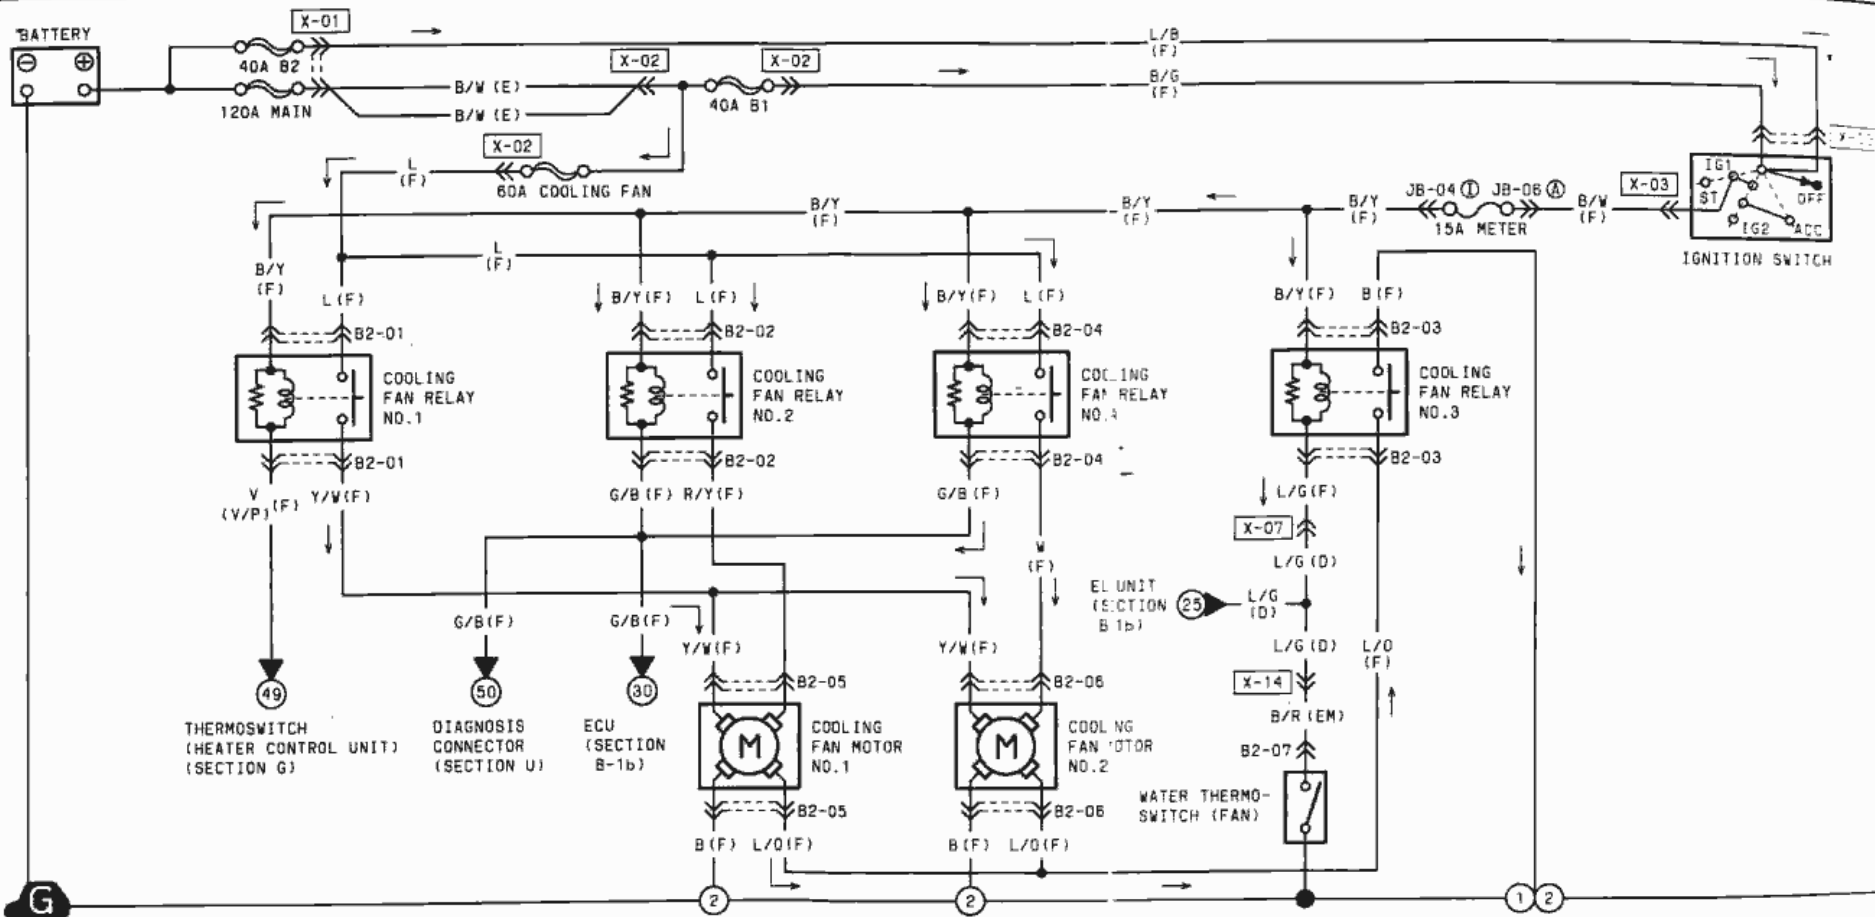 X-01
BATTERY
40A B2
120A MAIN
B/W (E)
B/W (E)
X-02
X-02
40A B1
L/B
(F)
B/G
(F)
X-02
60A COOLING FAN
L
(F)
IG1
ST
OFF
IG2
ACC
IGNITION SWITCH
X-03
JB-04 I JB-06 A
15A METER
B/W
(F)
B/Y
(F)
B/Y
(F)
B/Y
(F)
L
(F)
B/Y
(F)
L(F)
B/Y(F) L(F)
B/Y(F) L(F)
B/Y(F) B(F)
B2-01
B2-02
B2-04
B2-03
COOLING
FAN RELAY
NO.1
COOLING
FAN RELAY
NO.2
RELAY
COOLING
FAN RELAY
NO.3
B2-01
B2-02
B2-04
B2-03
V
(V/P)(F)
Y/W(F)
G/B(F) R/Y(F)
G/B(F)
L/G(F)
X-07
L/G(D)
W
(F)
UNIT
25
L/G
(D)
L/G(D)
L/O
(F)
X-14
B/R(EM)
B2-07
G/B(F)
G/B(F)
Y/W(F)
Y/W(F)
49
50
30
B2-05
B2-06
THERMOSWITCH
(HEATER CONTROL UNIT)
(SECTION G)
DIAGNOSIS
CONNECTOR
(SECTION U)
ECU
(SECTION
B-1b)
M
COOLING
FAN MOTOR
NO.1
M
FAN
NO.2
WATER THERMO-
SWITCH (FAN)
B2-05
B2-06
B(F) L/O(F)
B(F) L/O(F)
G
2
2
1 2